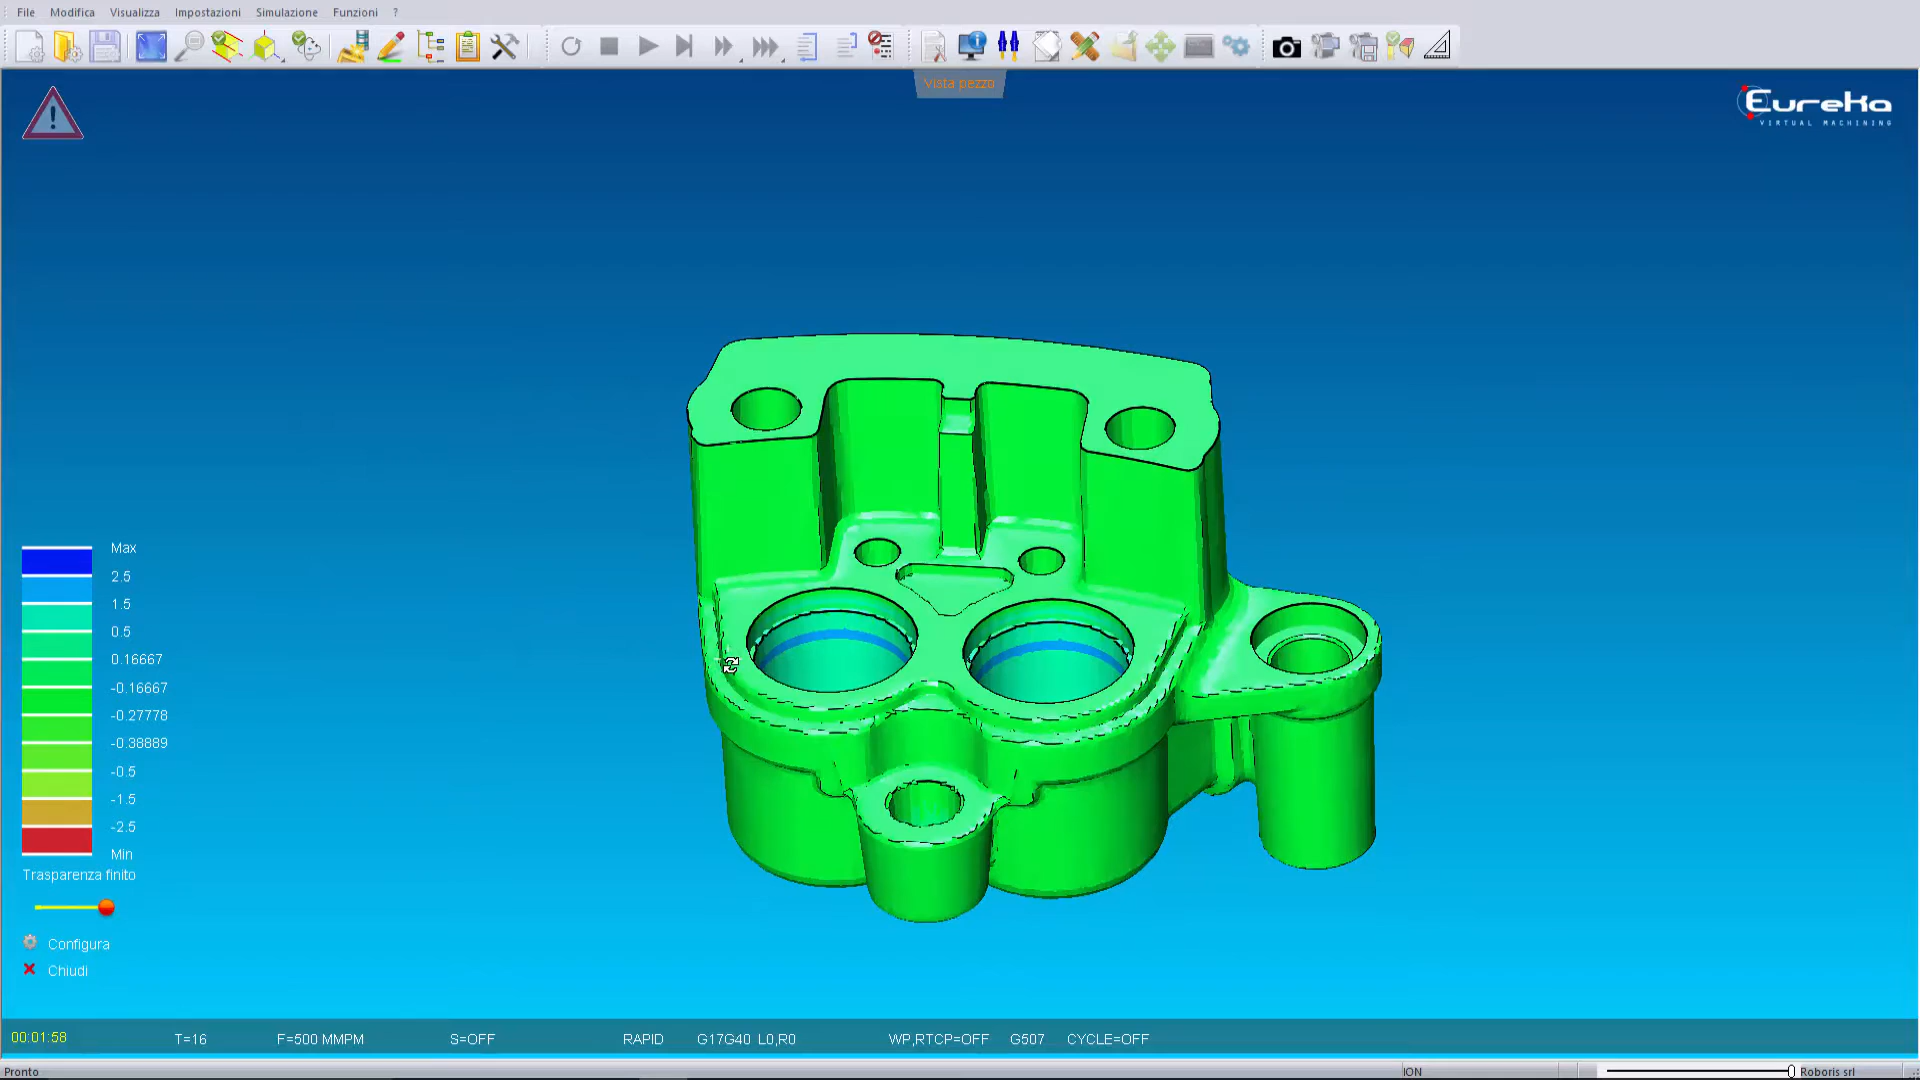 File Modifica Visualizza Impostazioni Simulazione Funzioni ?
Vista pezzo
EureKa
VIRTUAL MACHINING
Max
2.5
1.5
0.5
0.16667
-0.16667
-0.27778
-0.38889
-0.5
-1.5
-2.5
Min
Trasparenza finito
Configura
Chiudi
00:01:58 T=16 F=500 MMPM S=OFF RAPID G17G40 L0,R0 WP,RTCP=OFF G507 CYCLE=OFF
Pronto ION Roboris srl